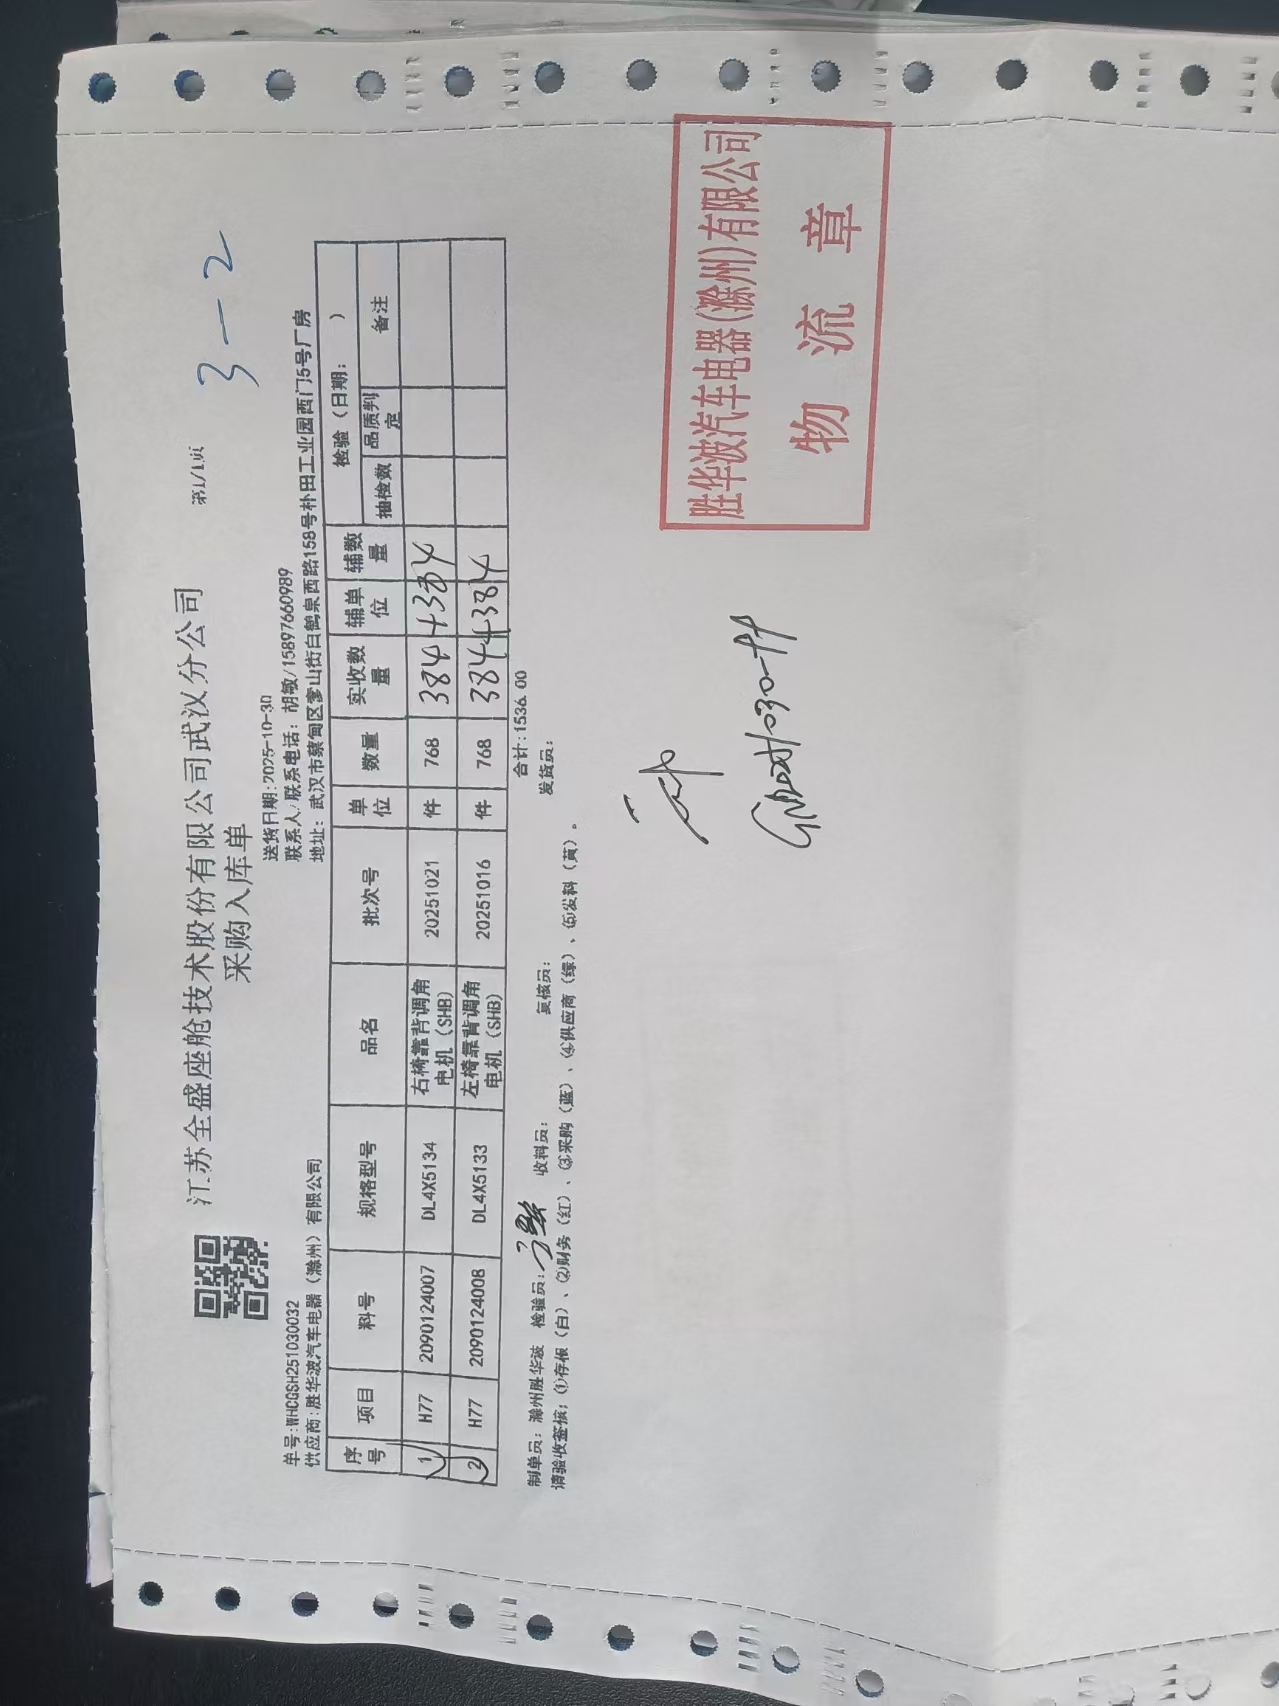 江苏全盛座舱技术股份有限公司武汉分公司
采购入库单
第1/1页
3-2
单号:WHCGSH251030032
送货日期:2025-10-30
供应商:胜华波汽车电器（滁州）有限公司
联系人/联系电话: 胡敏/15897660989
地址: 武汉市蔡甸区奓山街白鹤泉西路158号朴田工业园西门5号厂房
序号 项目 料号 规格型号 品名 批次号 单位 数量 实收数量 辅单位 辅数量 检验（日期: ）
抽检数 品质判定 备注
1 H77 2090124007 DL4X5134 右椅靠背调角电机（SHB） 20251021 件 768 384+384
2 H77 2090124008 DL4X5133 左椅靠背调角电机（SHB） 20251016 件 768 384+384
合计:1536.00
制单员: 滁州胜华波 检验员: 收料员: 复核员: 发货员:
请验收签核: ⑴存根（白）、⑵财务（红）、⑶采购（蓝）、⑷供应商（绿）、⑸发料（黄）。
胜华波汽车电器(滁州)有限公司
物流章